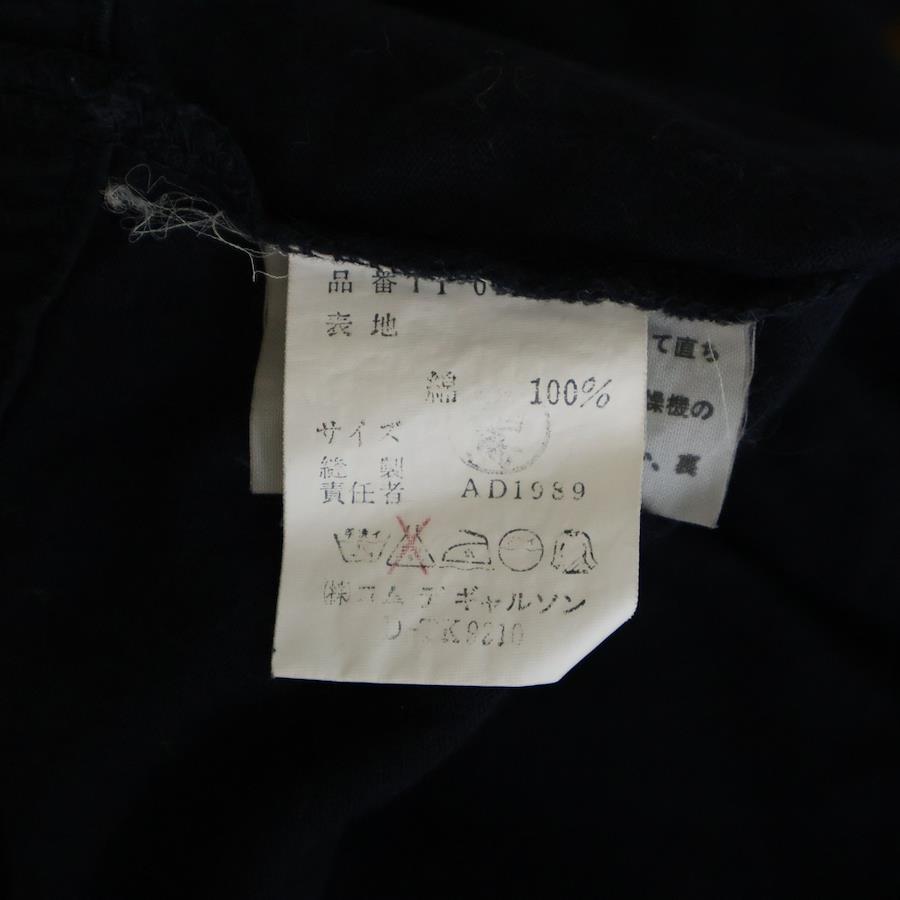 品番
表地
綿 100%
サイズ
縫製
責任者 AD1989
㈱コム デ ギャルソン
て直ち
燥機の
、裏